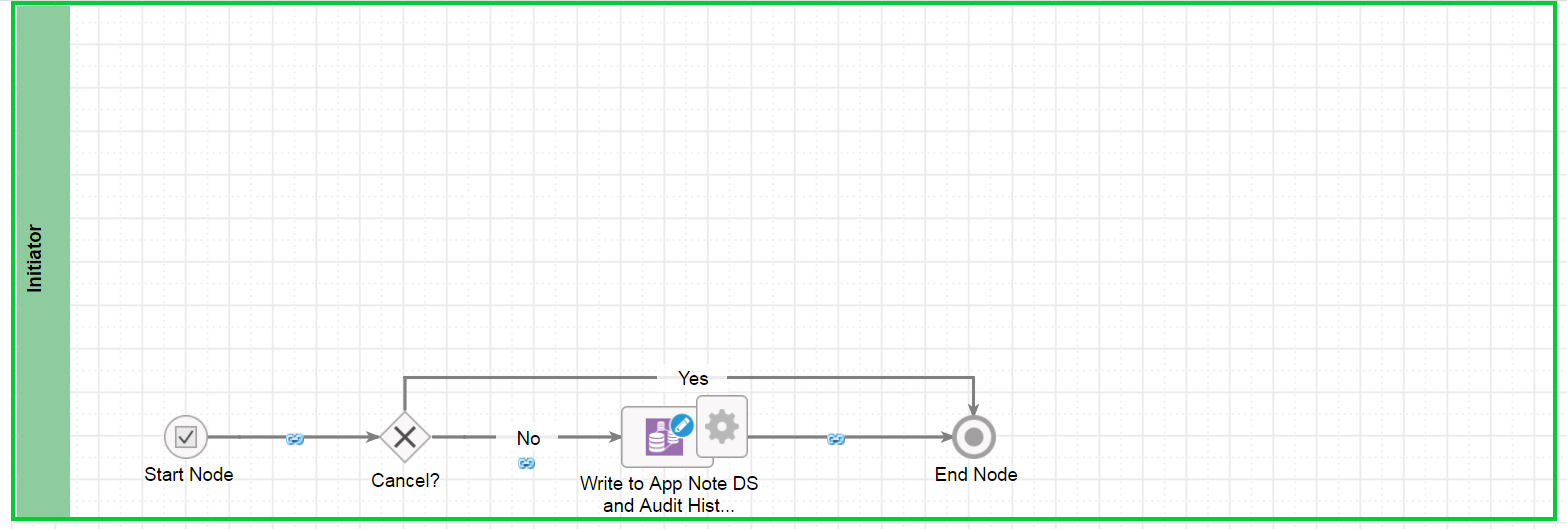 Initiator
Yes
No
Start Node
Cancel?
Write to App Note DS
and Audit Hist...
End Node